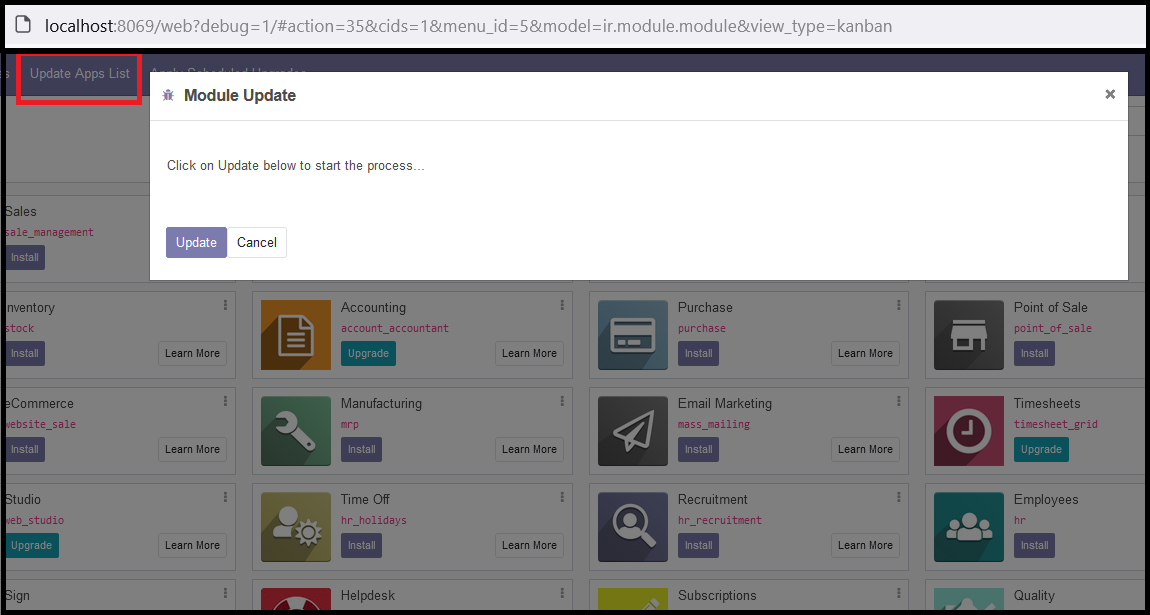 localhost:8069/web?debug=1/#action=35&cids=1&menu_id=5&model=ir.module.module&view_type=kanban
Update Apps List
Module Update
Click on Update below to start the process...
Update Cancel
Sales
sale_management
Install
nventory Accounting Purchase Point of Sale
stock account_accountant purchase point_of_sale
Install Learn More Upgrade Learn More Install Learn More Install
eCommerce Manufacturing Email Marketing Timesheets
website_sale mrp mass_mailing timesheet_grid
Install Learn More Install Learn More Install Learn More Upgrade
Studio Time Off Recruitment Employees
web_studio hr_holidays hr_recruitment hr
Upgrade Learn More Install Learn More Install Learn More Install
Sign Helpdesk Subscriptions Quality